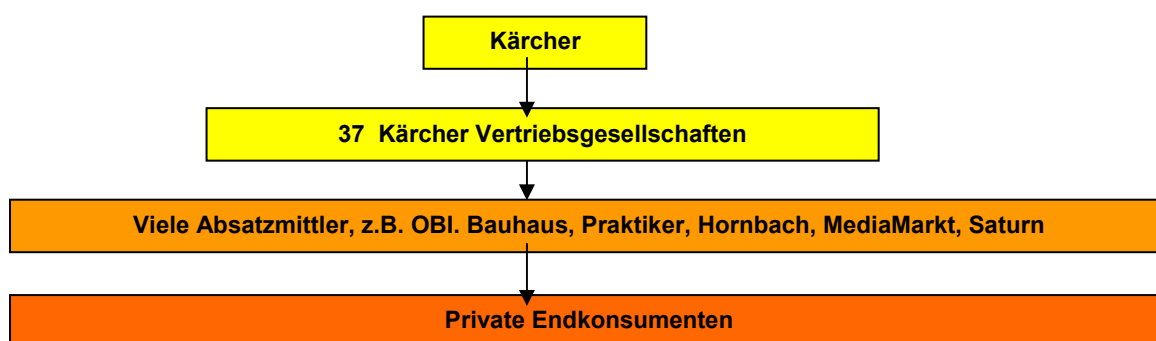 Kärcher
37 Kärcher Vertriebsgesellschaften
Viele Absatzmittler, z.B. OBI. Bauhaus, Praktiker, Hornbach, MediaMarkt, Saturn
Private Endkonsumenten